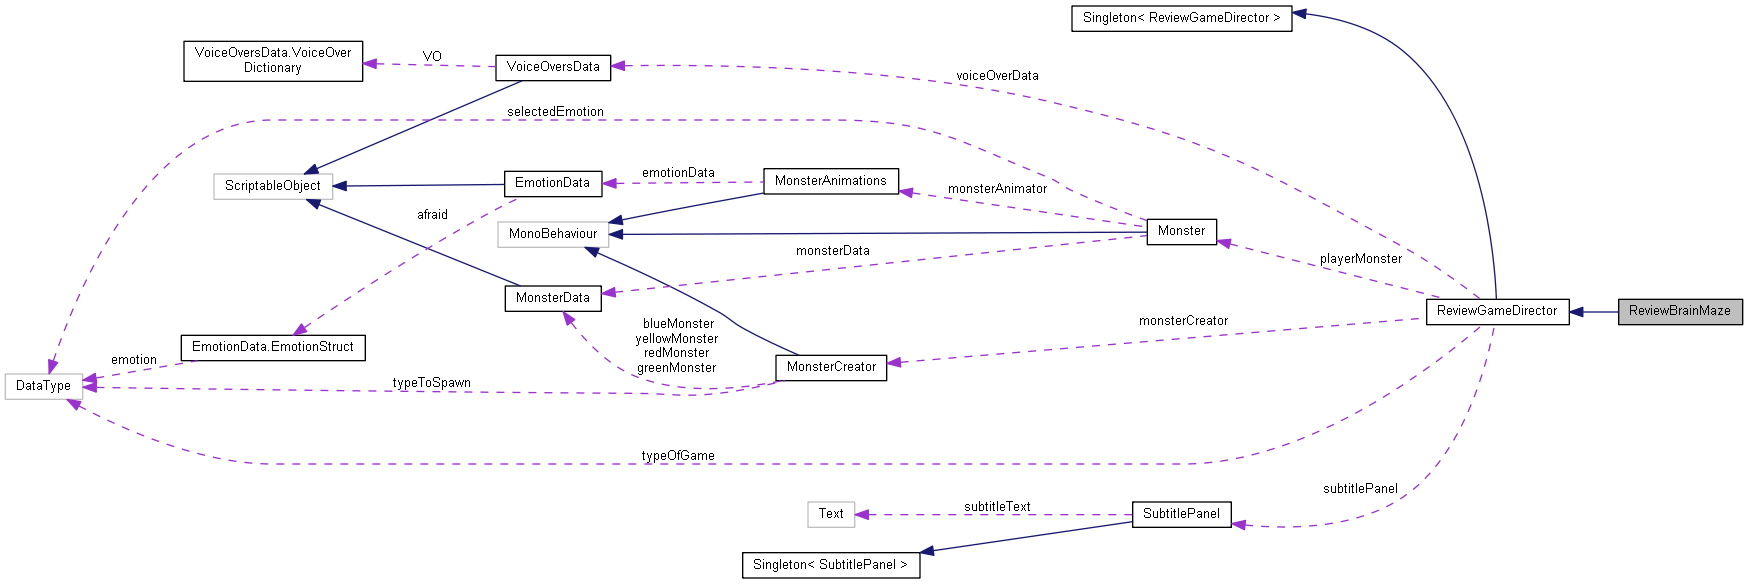 Singleton< ReviewGameDirector >
VoiceOversData.VoiceOver
Dictionary
VO
VoiceOversData
voiceOverData
selectedEmotion
ScriptableObject
EmotionData
emotionData
MonsterAnimations
monsterAnimator
afraid
MonoBehaviour
Monster
monsterData
playerMonster
MonsterData
ReviewGameDirector
ReviewBrainMaze
blueMonster
yellowMonster
redMonster
greenMonster
monsterCreator
EmotionData.EmotionStruct
emotion
MonsterCreator
DataType
typeToSpawn
typeOfGame
subtitlePanel
Text
subtitleText
SubtitlePanel
Singleton< SubtitlePanel >